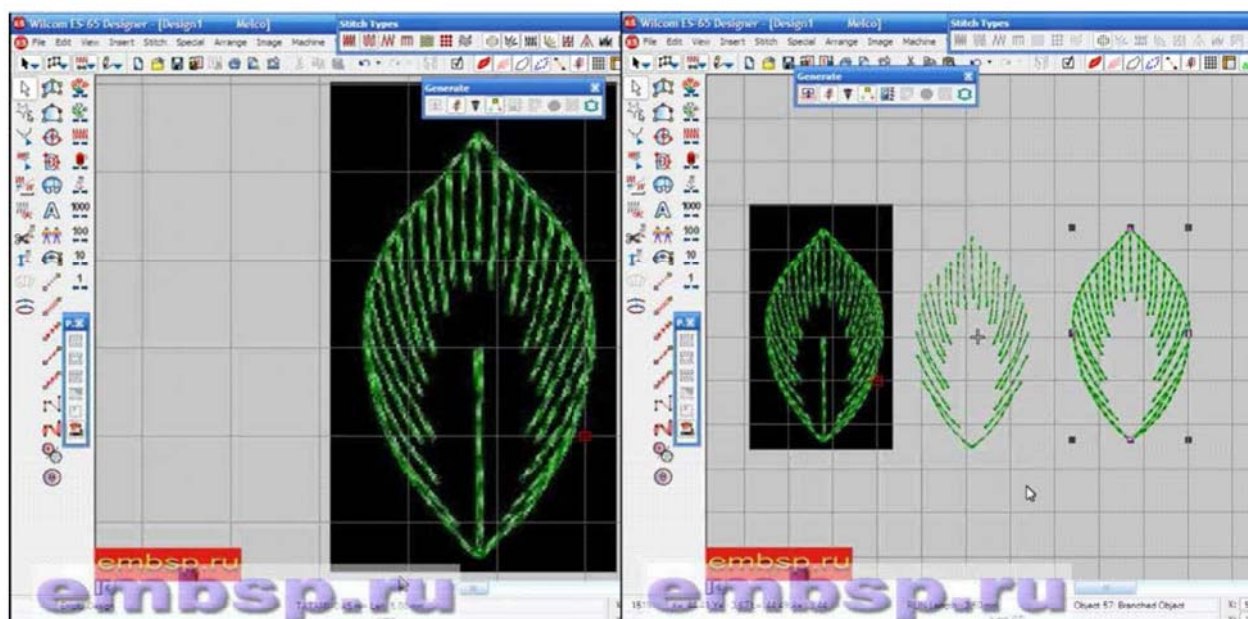 Wilcom ES-65 Designer - [Design1 Melco]
Stitch Types
File Edit View Insert Stitch Special Arrange Image Machine
Generate
1000
100
10
1
P.
embsp.ru
embsp.ru
Wilcom ES-65 Designer - [Design1 Melco]
Stitch Types
File Edit View Insert Stitch Special Arrange Image Machine
Generate
1000
100
10
1
P.
embsp.ru
embsp.ru
Object 57: Branched Object
X: